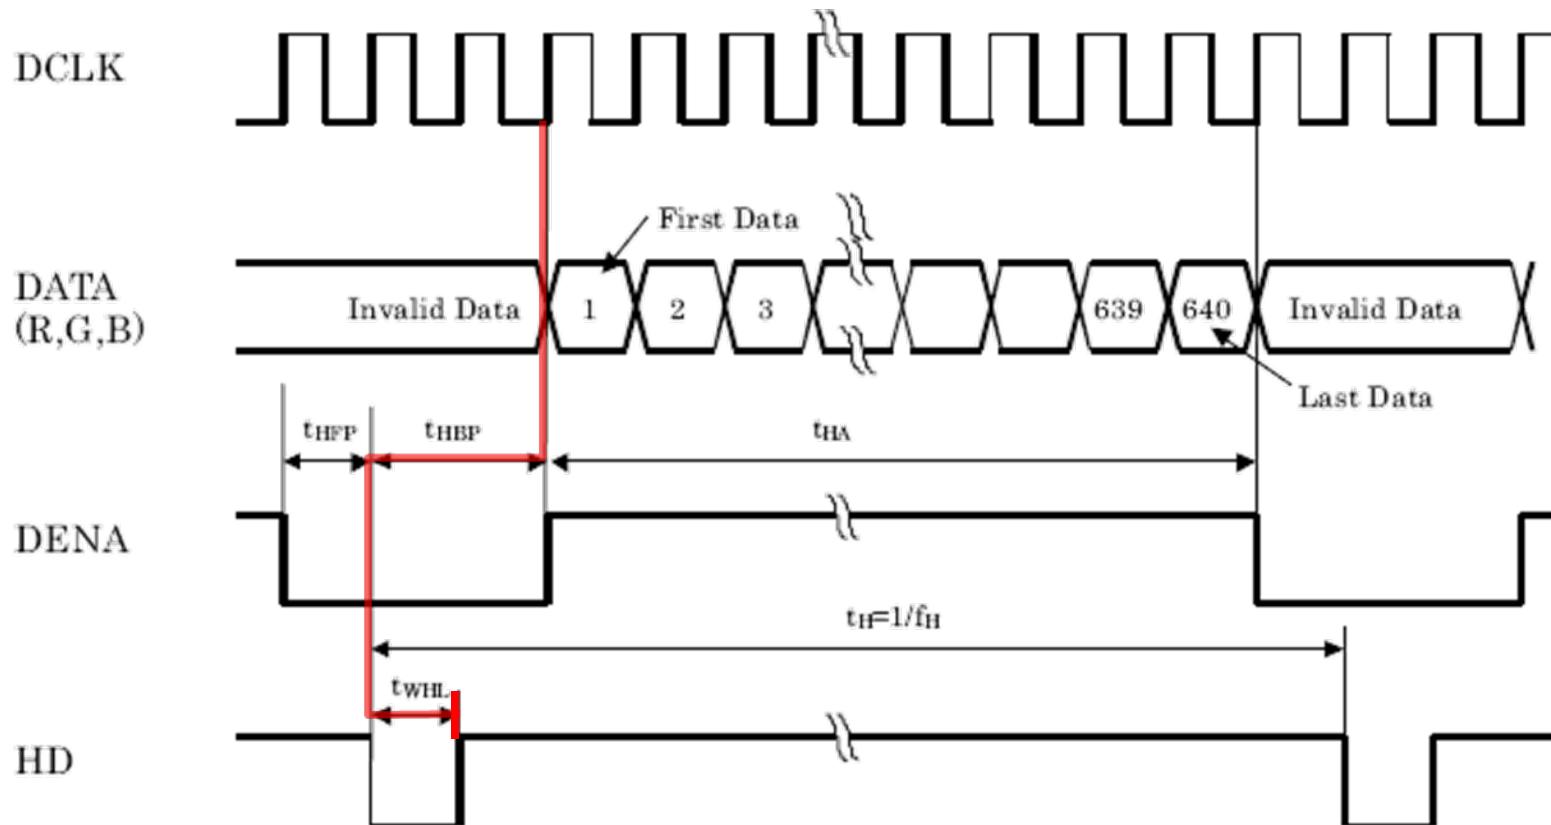 DCLK
First Data
DATA
(R,G,B)
Invalid Data
1
2
3
639
640
Invalid Data
Last Data
tHFP
tHBP
tHA
DENA
tH=1/fH
tWHL
HD